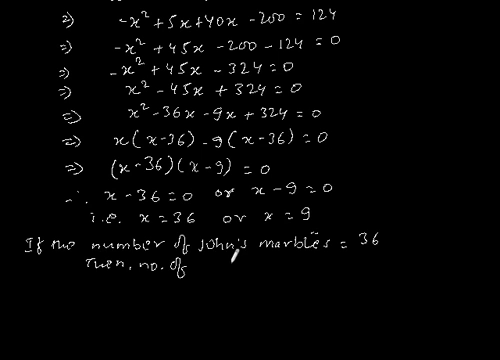 ⇒) -x² + 5x + 40x - 200 = 124
⇒) -x² + 45x - 200 - 124 = 0
⇒) -x² + 45x - 324 = 0
⇒) x² - 45x + 324 = 0
⇒) x² - 36x - 9x + 324 = 0
⇒) x(x-36) - 9(x-36) = 0
⇒) (x-36)(x-9) = 0
∴ x - 36 = 0 or x - 9 = 0
i.e. x = 36 or x = 9
If the number of John's marbles = 36
Then, no. of